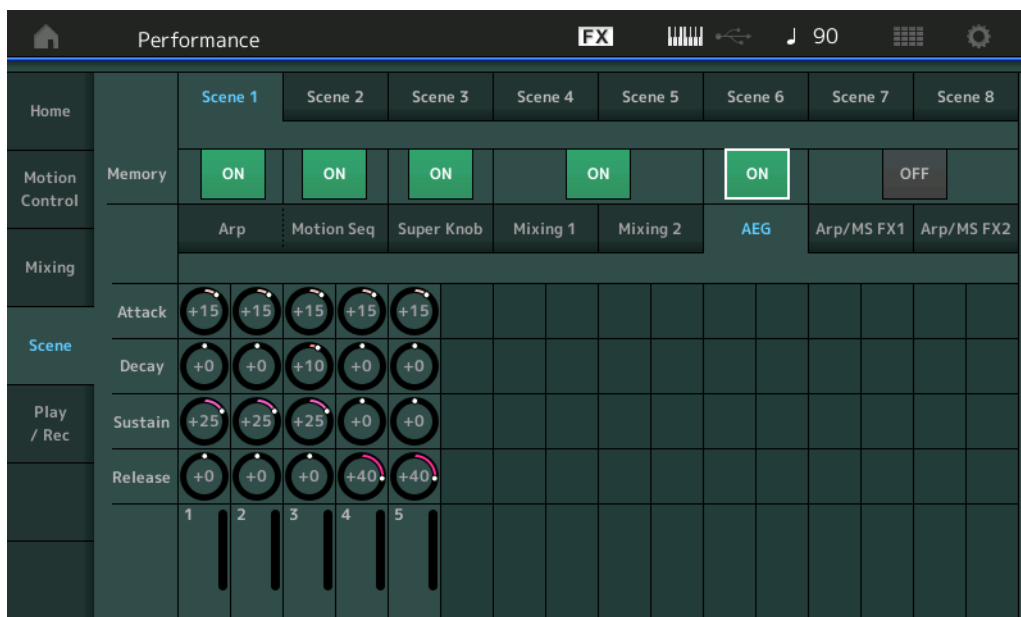 Performance FX 90
Home
Motion
Control
Mixing
Scene
Play
/ Rec
Scene 1 Scene 2 Scene 3 Scene 4 Scene 5 Scene 6 Scene 7 Scene 8
Memory ON ON ON ON ON OFF
Arp Motion Seq Super Knob Mixing 1 Mixing 2 AEG Arp/MS FX1 Arp/MS FX2
Attack +15 +15 +15 +15 +15
Decay +0 +0 +10 +0 +0
Sustain +25 +25 +25 +0 +0
Release +0 +0 +0 +40 +40
1 2 3 4 5